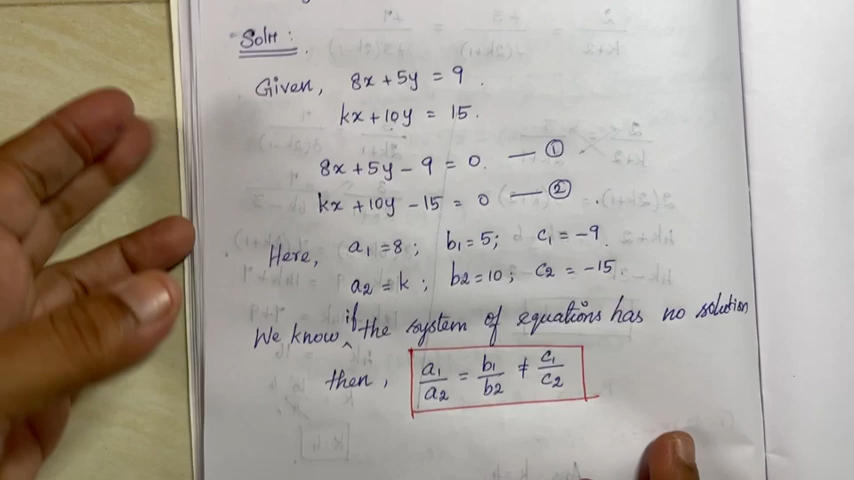 Soln:
Given, 8x + 5y = 9.
kx + 10y = 15.
8x + 5y - 9 = 0. — ①
kx + 10y - 15 = 0 — ②
Here, a1 = 8; b1 = 5; c1 = -9.
a2 = k; b2 = 10; c2 = -15.
We know, if the system of equations has no solution
then, a1/a2 = b1/b2 ≠ c1/c2